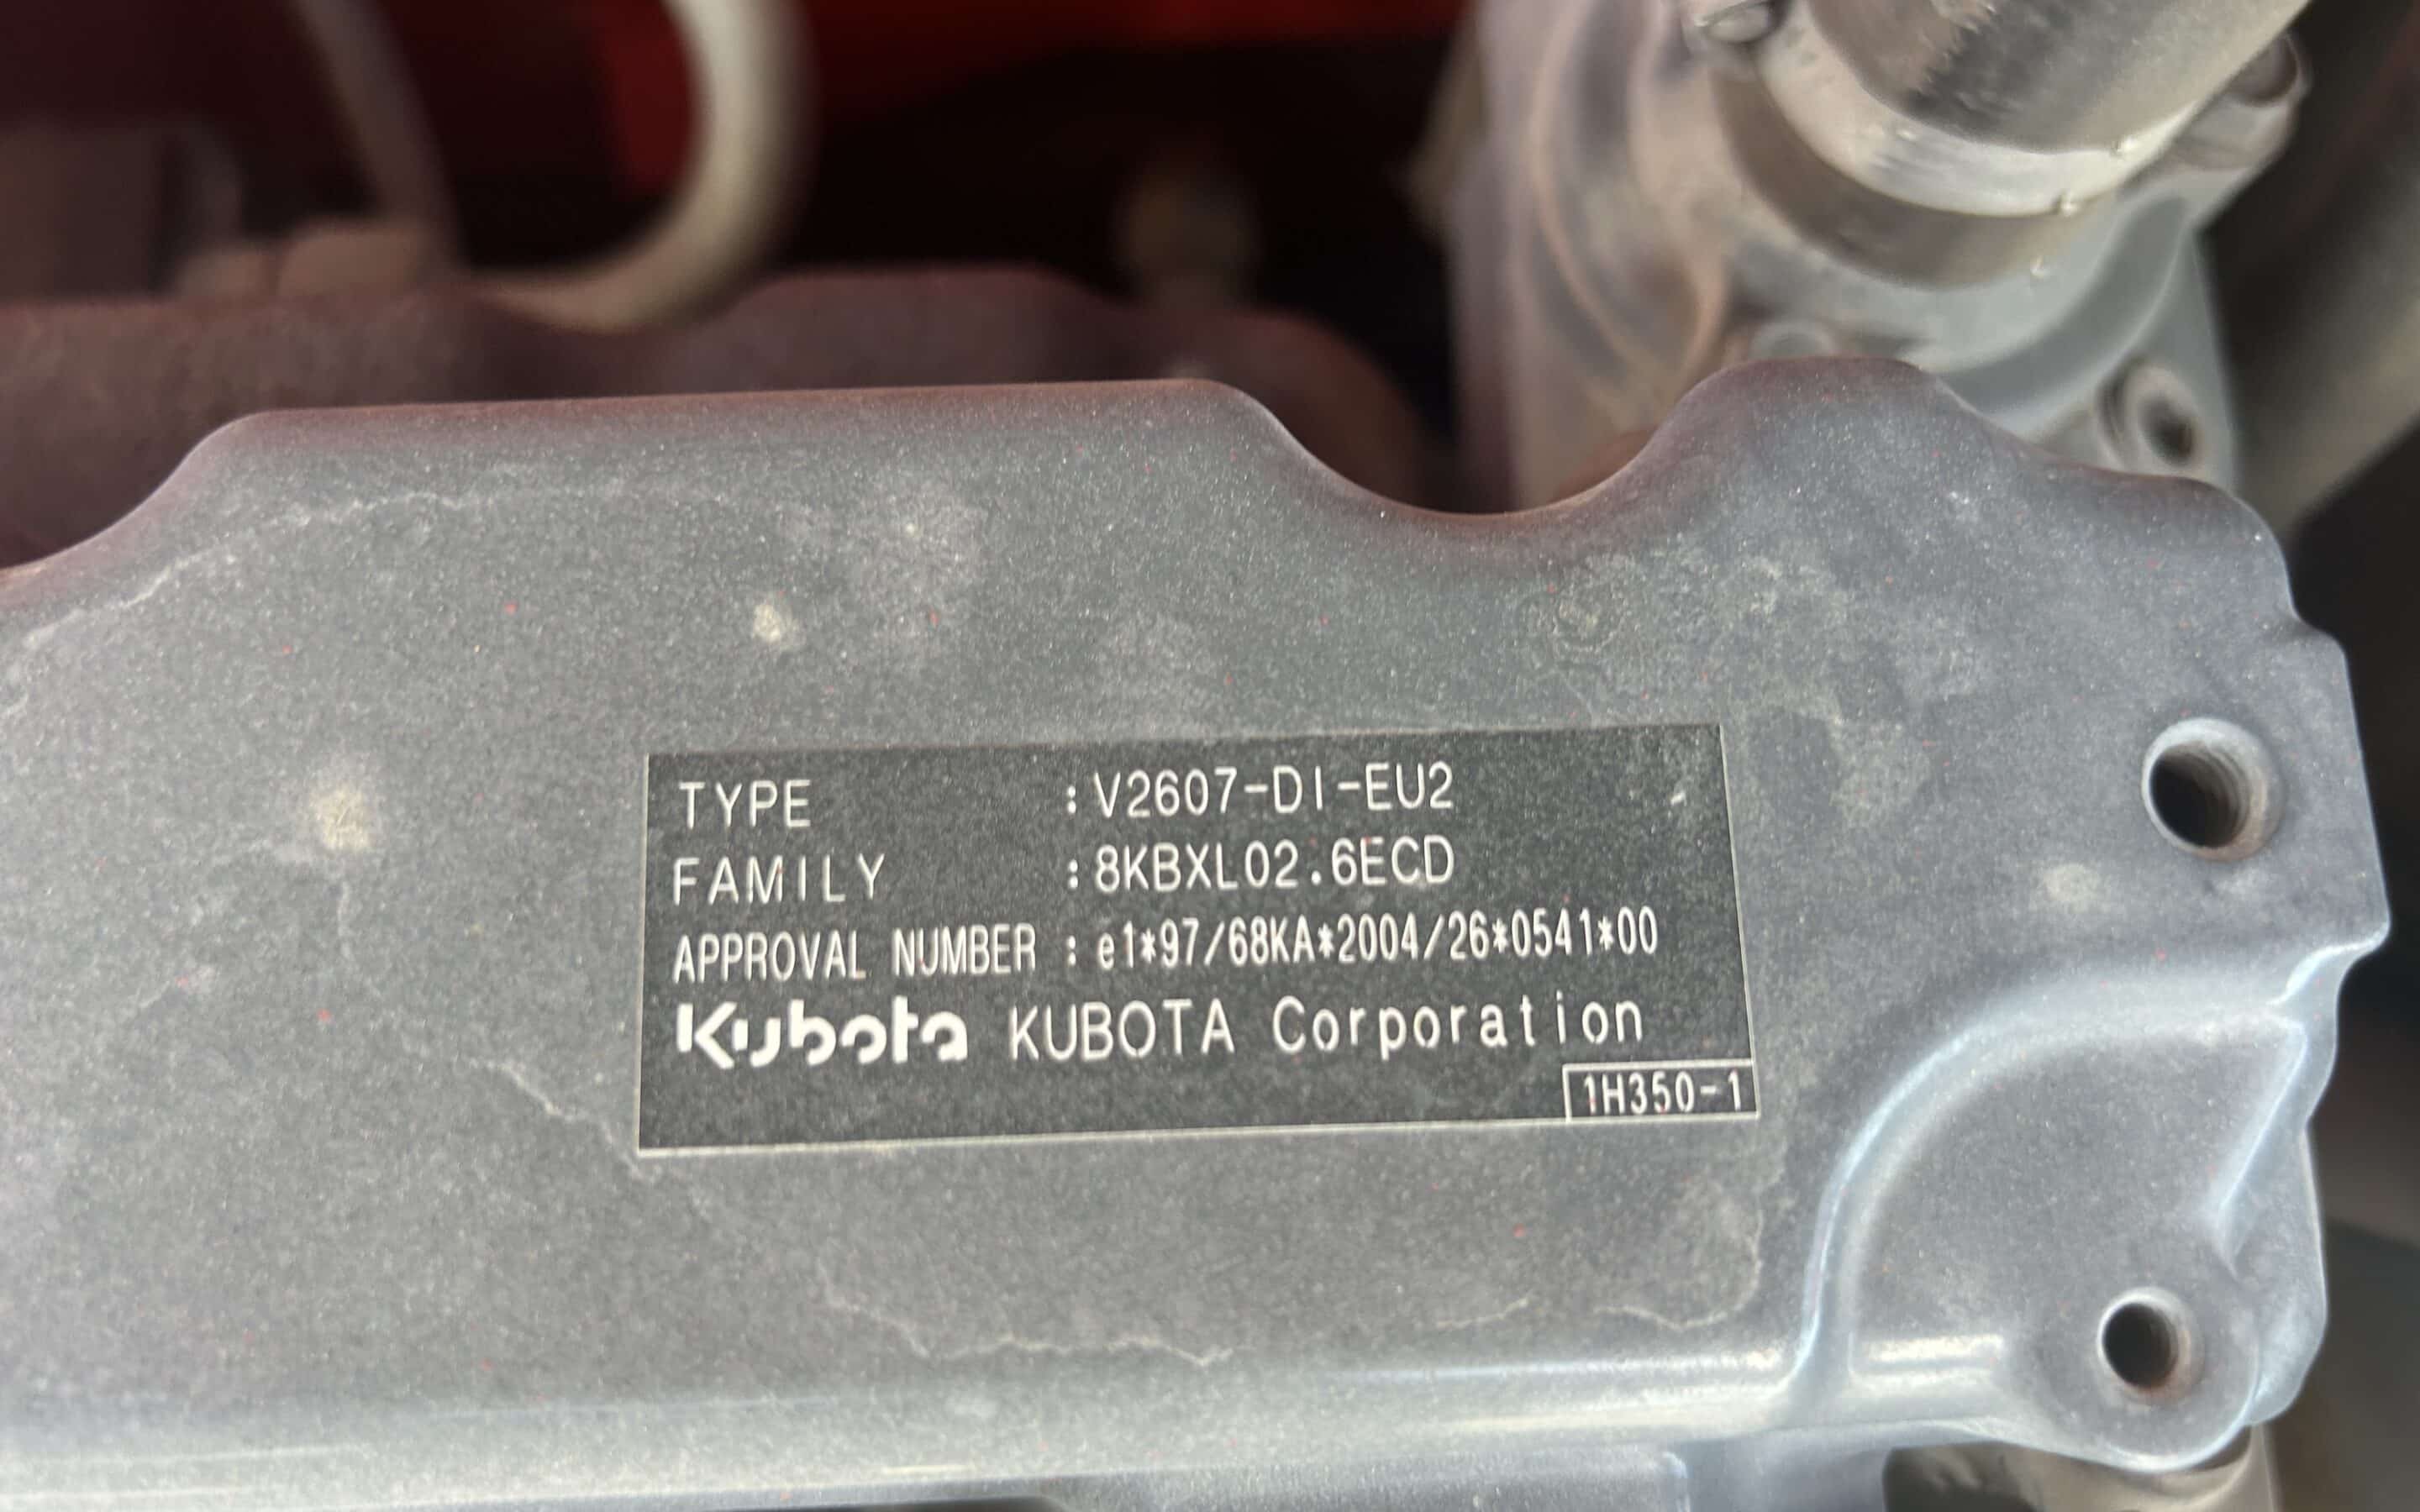 TYPE : V2607-DI-EU2
FAMILY : 8KBXL02.6ECD
APPROVAL NUMBER : e1*97/68KA*2004/26*0541*00
Kubota KUBOTA Corporation
1H350-1